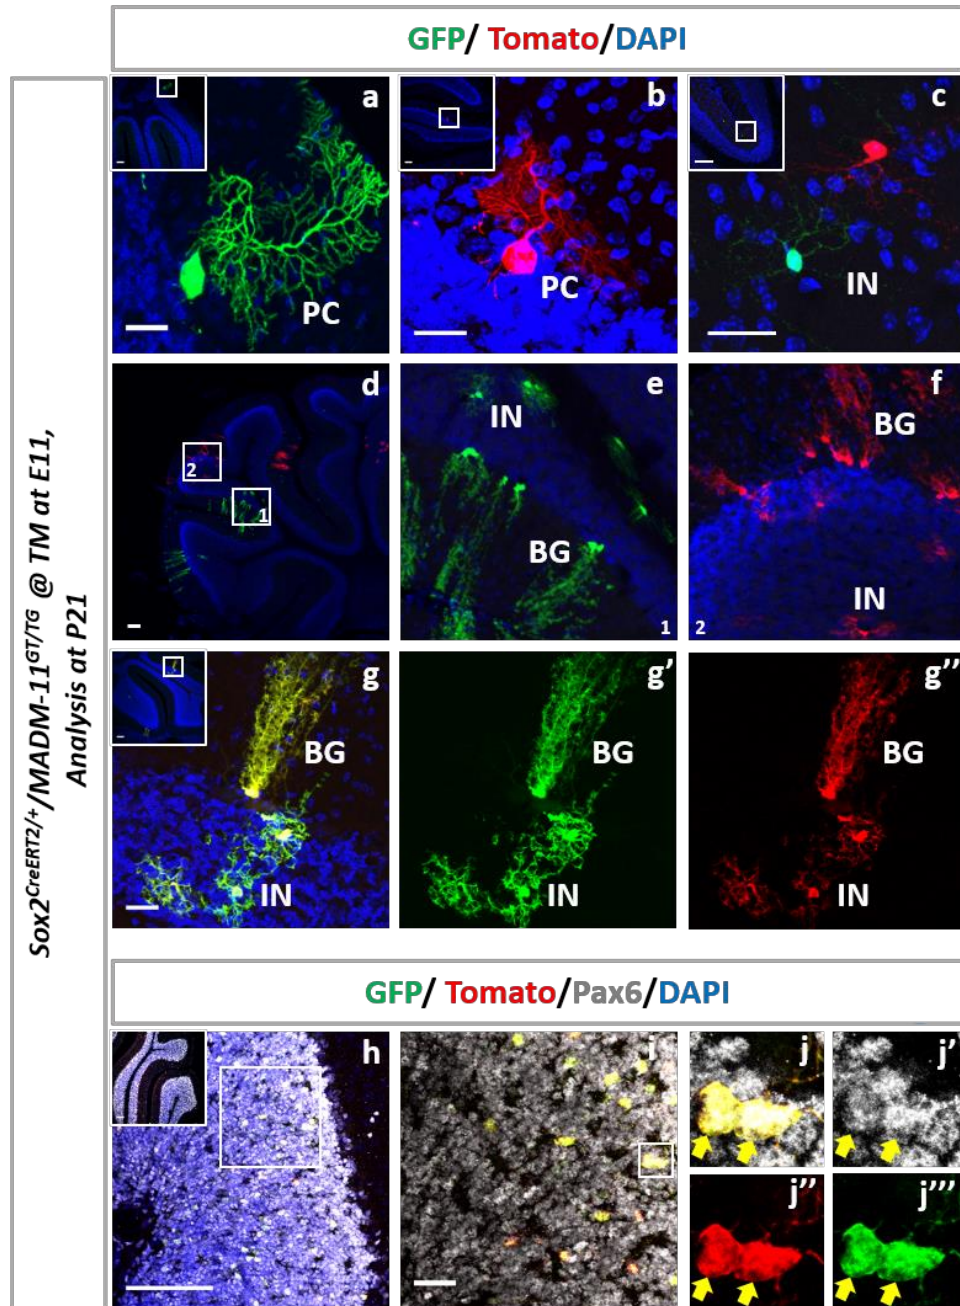 GFP/ Tomato/DAPI
Sox2CreERT2/+/MADM-11GT/TG @ TM at E11,
Analysis at P21
a
PC
b
PC
c
IN
d
2
1
e
IN
BG
1
f
BG
IN
2
g
BG
IN
g’
BG
IN
g’’
BG
IN
GFP/ Tomato/Pax6/DAPI
h
i
j
j’
j’’
j’’’